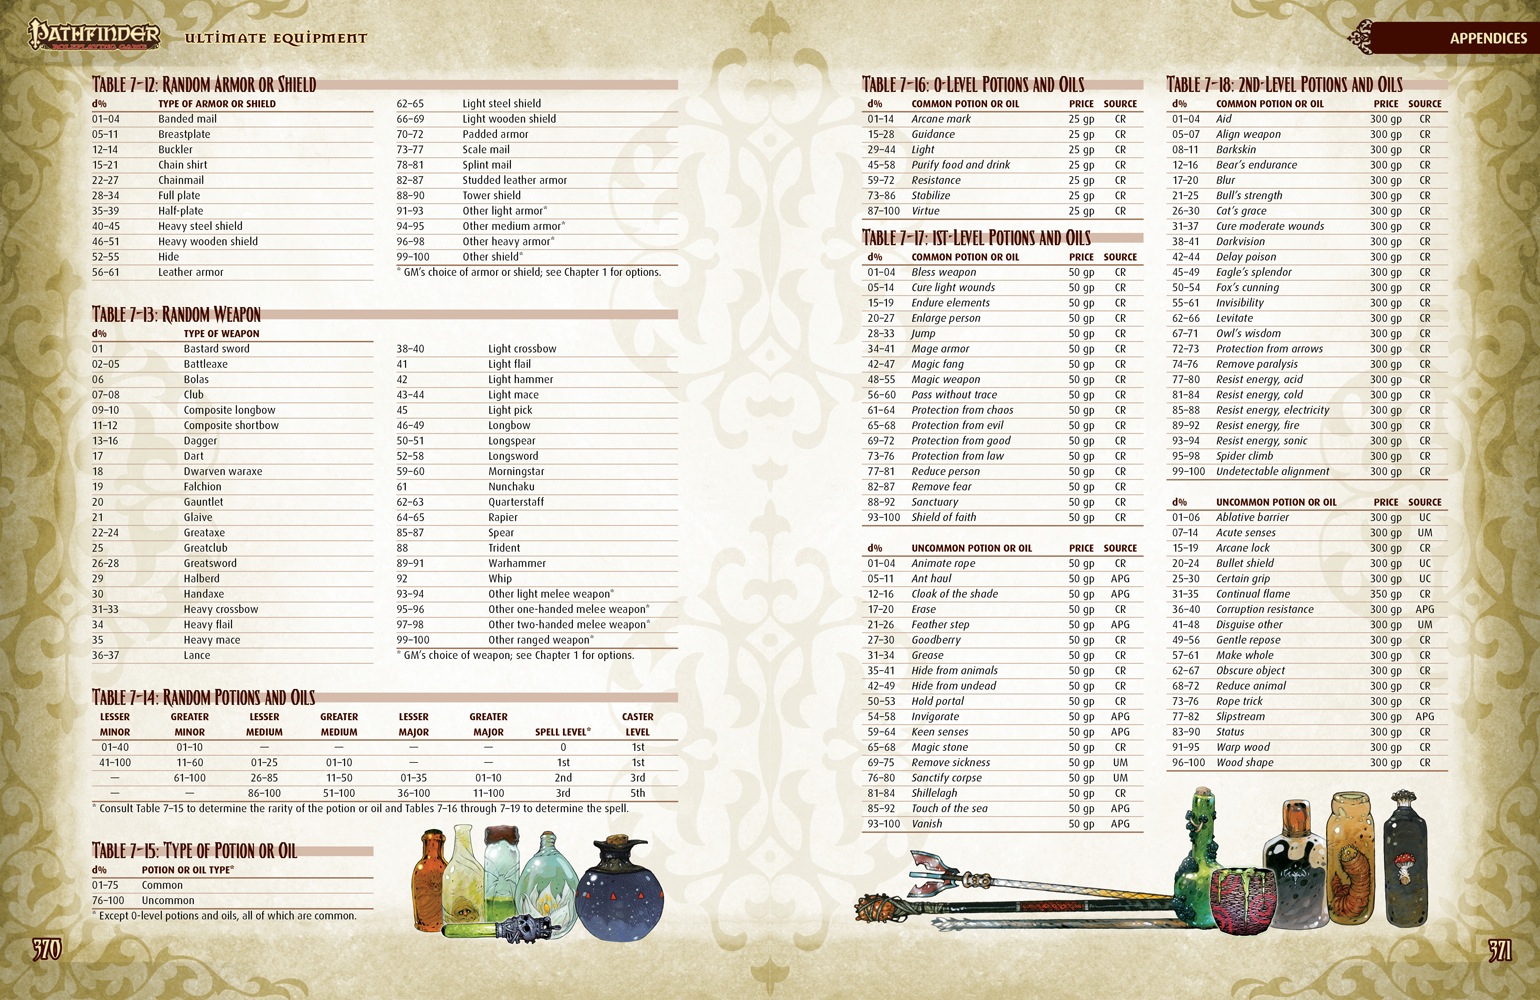 PATHFINDER
ROLEPLAYING GAME
ULTIMATE EQUIPMENT
TABLE 7–12: RANDOM ARMOR OR SHIELD
d% TYPE OF ARMOR OR SHIELD
01–04 Banded mail
05–11 Breastplate
12–14 Buckler
15–21 Chain shirt
22–27 Chainmail
28–34 Full plate
35–39 Half-plate
40–45 Heavy steel shield
46–51 Heavy wooden shield
52–55 Hide
56–61 Leather armor
62–65 Light steel shield
66–69 Light wooden shield
70–72 Padded armor
73–77 Scale mail
78–81 Splint mail
82–87 Studded leather armor
88–90 Tower shield
91–93 Other light armor*
94–95 Other medium armor*
96–98 Other heavy armor*
99–100 Other shield*
* GM's choice of armor or shield; see Chapter 1 for options.
TABLE 7–13: RANDOM WEAPON
d% TYPE OF WEAPON
01 Bastard sword
02–05 Battleaxe
06 Bolas
07–08 Club
09–10 Composite longbow
11–12 Composite shortbow
13–16 Dagger
17 Dart
18 Dwarven waraxe
19 Falchion
20 Gauntlet
21 Glaive
22–24 Greataxe
25 Greatclub
26–28 Greatsword
29 Halberd
30 Handaxe
31–33 Heavy crossbow
34 Heavy flail
35 Heavy mace
36–37 Lance
38–40 Light crossbow
41 Light flail
42 Light hammer
43–44 Light mace
45 Light pick
46–49 Longbow
50–51 Longspear
52–58 Longsword
59–60 Morningstar
61 Nunchaku
62–63 Quarterstaff
64–65 Rapier
85–87 Spear
88 Trident
89–91 Warhammer
92 Whip
93–94 Other light melee weapon*
95–96 Other one-handed melee weapon*
97–98 Other two-handed melee weapon*
99–100 Other ranged weapon*
* GM's choice of weapon; see Chapter 1 for options.
TABLE 7–14: RANDOM POTIONS AND OILS
LESSER GREATER LESSER GREATER LESSER GREATER CASTER
MINOR MINOR MEDIUM MEDIUM MAJOR MAJOR SPELL LEVEL* LEVEL
01–40 01–10 — — — — 0 1st
41–100 11–60 01–25 01–10 — — 1st 1st
— 61–100 26–85 11–50 01–35 01–10 2nd 3rd
— — 86–100 51–100 36–100 11–100 3rd 5th
* Consult Table 7–15 to determine the rarity of the potion or oil and Tables 7–16 through 7–19 to determine the spell.
TABLE 7–15: TYPE OF POTION OR OIL
d% POTION OR OIL TYPE*
01–75 Common
76–100 Uncommon
* Except 0-level potions and oils, all of which are common.
370
APPENDICES
TABLE 7–16: 0-LEVEL POTIONS AND OILS
d% COMMON POTION OR OIL PRICE SOURCE
01–14 Arcane mark 25 gp CR
15–28 Guidance 25 gp CR
29–44 Light 25 gp CR
45–58 Purify food and drink 25 gp CR
59–72 Resistance 25 gp CR
73–86 Stabilize 25 gp CR
87–100 Virtue 25 gp CR
TABLE 7–17: 1ST-LEVEL POTIONS AND OILS
d% COMMON POTION OR OIL PRICE SOURCE
01–04 Bless weapon 50 gp CR
05–14 Cure light wounds 50 gp CR
15–19 Endure elements 50 gp CR
20–27 Enlarge person 50 gp CR
28–33 Jump 50 gp CR
34–41 Mage armor 50 gp CR
42–47 Magic fang 50 gp CR
48–55 Magic weapon 50 gp CR
56–60 Pass without trace 50 gp CR
61–64 Protection from chaos 50 gp CR
65–68 Protection from evil 50 gp CR
69–72 Protection from good 50 gp CR
73–76 Protection from law 50 gp CR
77–81 Reduce person 50 gp CR
82–87 Remove fear 50 gp CR
88–92 Sanctuary 50 gp CR
93–100 Shield of faith 50 gp CR
d% UNCOMMON POTION OR OIL PRICE SOURCE
01–04 Animate rope 50 gp CR
05–11 Ant haul 50 gp APG
12–16 Cloak of the shade 50 gp APG
17–20 Erase 50 gp CR
21–26 Feather step 50 gp APG
27–30 Goodberry 50 gp CR
31–34 Grease 50 gp CR
35–41 Hide from animals 50 gp CR
42–49 Hide from undead 50 gp CR
50–53 Hold portal 50 gp CR
54–58 Invigorate 50 gp APG
59–64 Keen senses 50 gp APG
65–68 Magic stone 50 gp CR
69–75 Remove sickness 50 gp UM
76–80 Sanctify corpse 50 gp UM
81–84 Shillelagh 50 gp CR
85–92 Touch of the sea 50 gp APG
93–100 Vanish 50 gp APG
TABLE 7–18: 2ND-LEVEL POTIONS AND OILS
d% COMMON POTION OR OIL PRICE SOURCE
01–04 Aid 300 gp CR
05–07 Align weapon 300 gp CR
08–11 Barkskin 300 gp CR
12–16 Bear's endurance 300 gp CR
17–20 Blur 300 gp CR
21–25 Bull's strength 300 gp CR
26–30 Cat's grace 300 gp CR
31–37 Cure moderate wounds 300 gp CR
38–41 Darkvision 300 gp CR
42–44 Delay poison 300 gp CR
45–49 Eagle's splendor 300 gp CR
50–54 Fox's cunning 300 gp CR
55–61 Invisibility 300 gp CR
62–66 Levitate 300 gp CR
67–71 Owl's wisdom 300 gp CR
72–73 Protection from arrows 300 gp CR
74–76 Remove paralysis 300 gp CR
77–80 Resist energy, acid 300 gp CR
81–84 Resist energy, cold 300 gp CR
85–88 Resist energy, electricity 300 gp CR
89–92 Resist energy, fire 300 gp CR
93–94 Resist energy, sonic 300 gp CR
95–98 Spider climb 300 gp CR
99–100 Undetectable alignment 300 gp CR
d% UNCOMMON POTION OR OIL PRICE SOURCE
01–06 Ablative barrier 300 gp UC
07–14 Acute senses 300 gp UM
15–19 Arcane lock 300 gp CR
20–24 Bullet shield 300 gp UC
25–30 Certain grip 300 gp UC
31–35 Continual flame 350 gp CR
36–40 Corruption resistance 300 gp APG
41–48 Disguise other 300 gp UM
49–56 Gentle repose 300 gp CR
57–61 Make whole 300 gp CR
62–67 Obscure object 300 gp CR
68–72 Reduce animal 300 gp CR
73–76 Rope trick 300 gp CR
77–82 Slipstream 300 gp APG
83–90 Status 300 gp CR
91–95 Warp wood 300 gp CR
96–100 Wood shape 300 gp CR
371